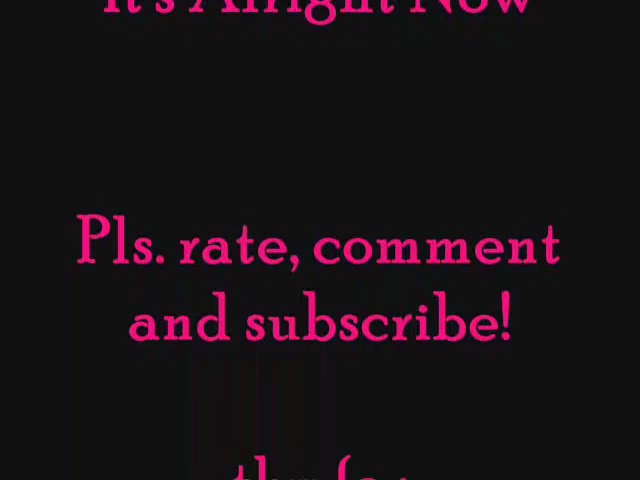 It's Alright Now
Pls. rate, comment
and subscribe!